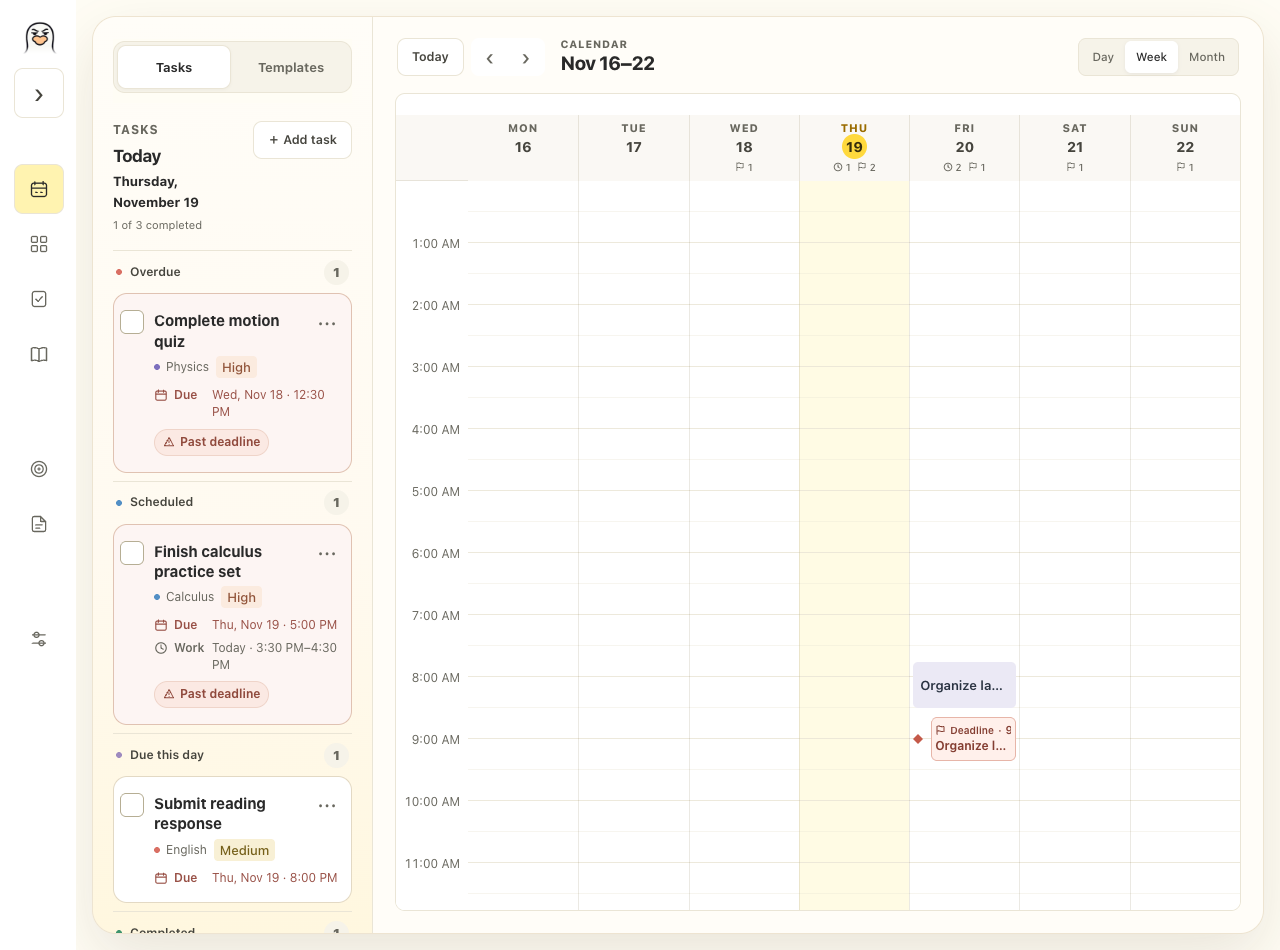 Tasks
Templates
TASKS
+ Add task
Today
Thursday,
November 19
1 of 3 completed
Overdue
1
Complete motion
quiz
Physics
High
Due
Wed, Nov 18 · 12:30
PM
Past deadline
Scheduled
1
Finish calculus
practice set
Calculus
High
Due
Thu, Nov 19 · 5:00 PM
Work
Today · 3:30 PM–4:30
PM
Past deadline
Due this day
1
Submit reading
response
English
Medium
Due
Thu, Nov 19 · 8:00 PM
Completed
1
Today
CALENDAR
Nov 16–22
Day
Week
Month
MON
16
TUE
17
WED
18
1
THU
19
1
2
FRI
20
2
1
SAT
21
1
SUN
22
1
1:00 AM
2:00 AM
3:00 AM
4:00 AM
5:00 AM
6:00 AM
7:00 AM
8:00 AM
9:00 AM
10:00 AM
11:00 AM
Organize la...
Deadline · 9
Organize l...